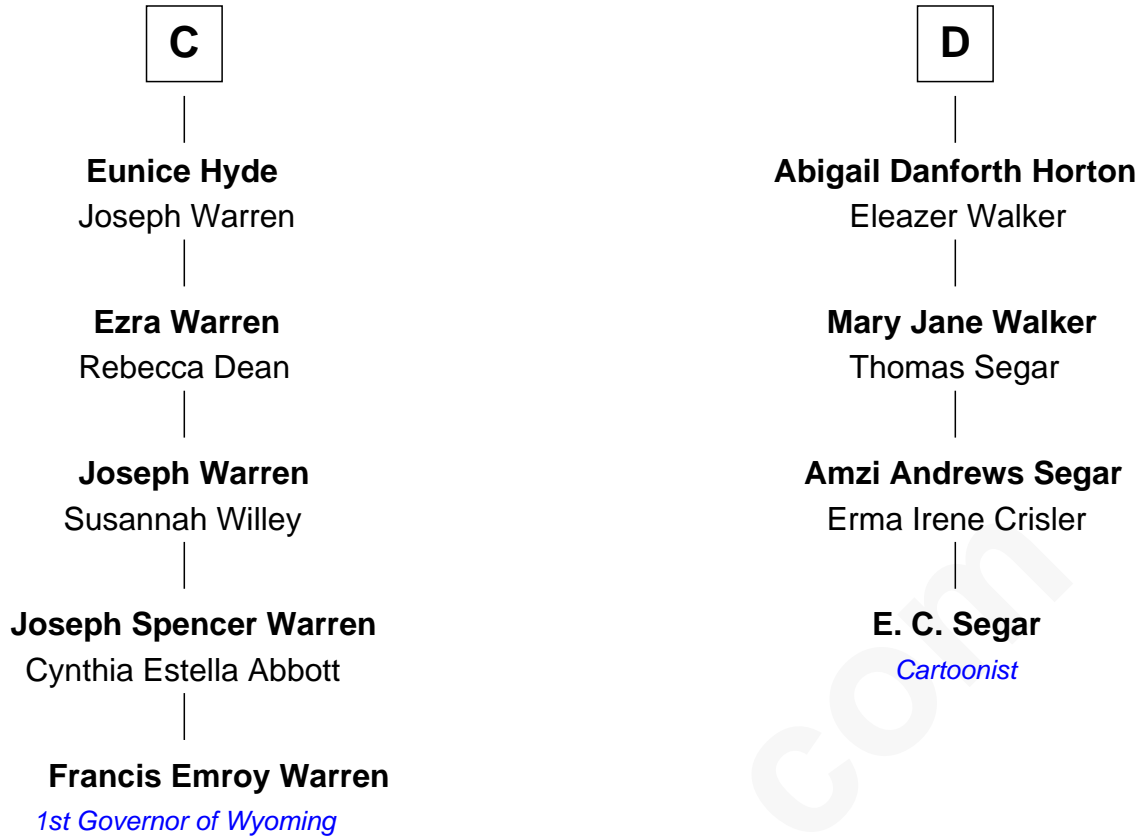 C
Eunice Hyde
Joseph Warren
Ezra Warren
Rebecca Dean
Joseph Warren
Susannah Willey
Joseph Spencer Warren
Cynthia Estella Abbott
Francis Emroy Warren
1st Governor of Wyoming
D
Abigail Danforth Horton
Eleazer Walker
Mary Jane Walker
Thomas Segar
Amzi Andrews Segar
Erma Irene Crisler
E. C. Segar
Cartoonist
com